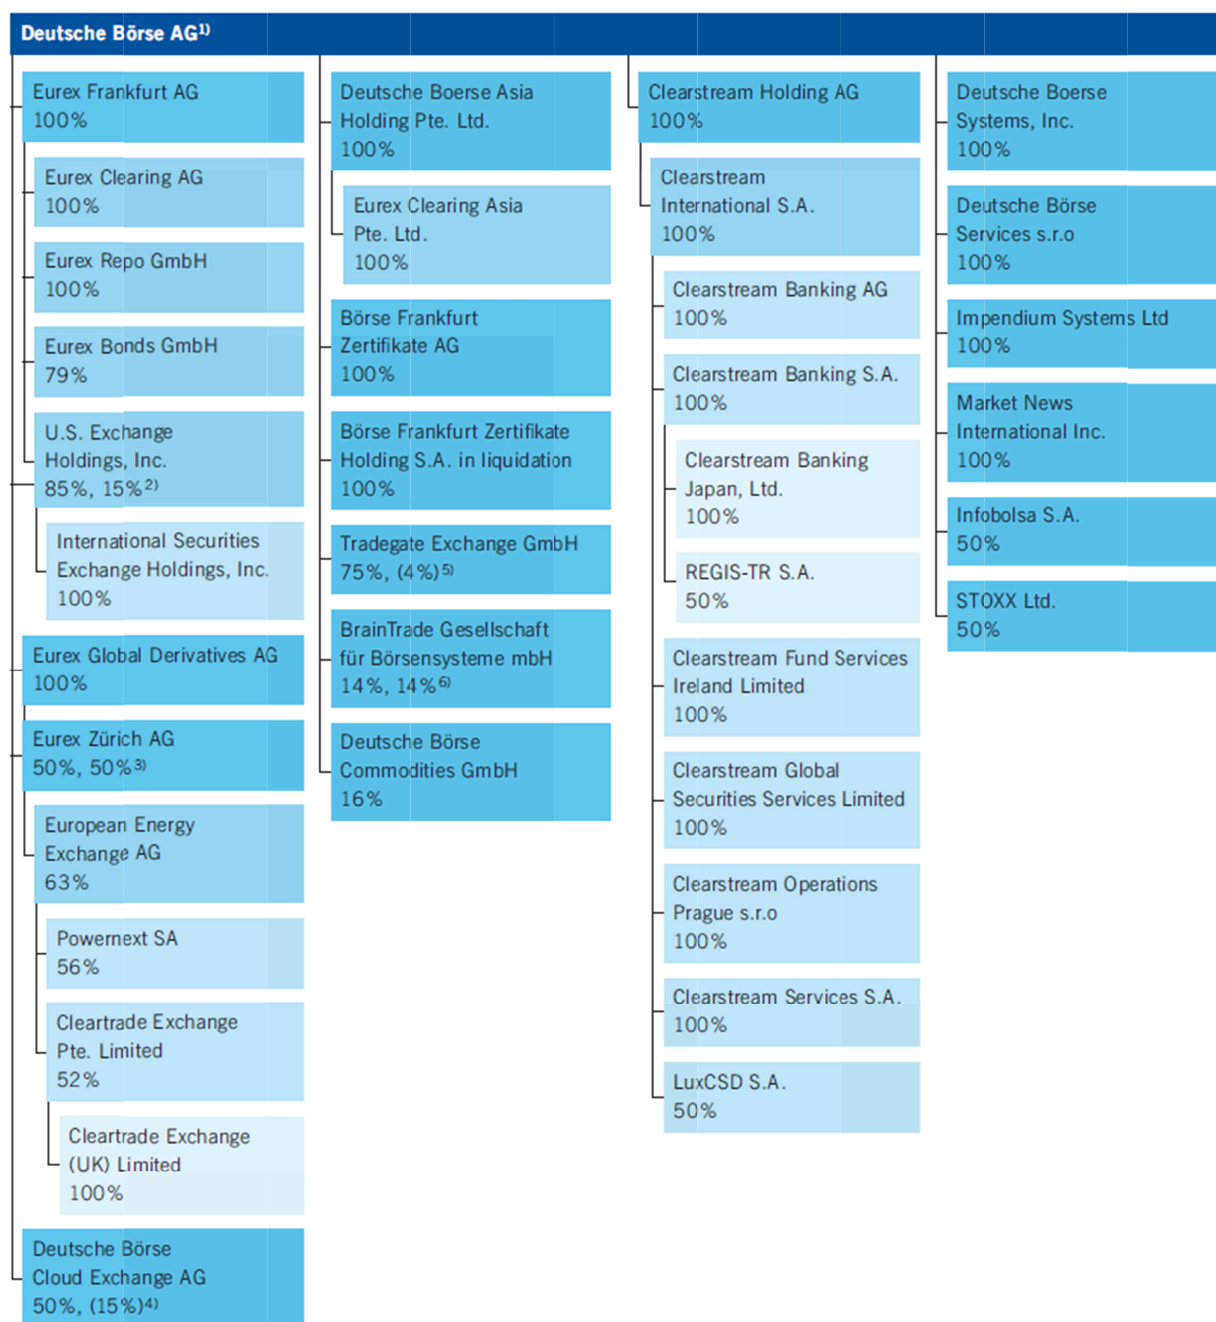 Deutsche Börse AG1)
Eurex Frankfurt AG
100%
Eurex Clearing AG
100%
Eurex Repo GmbH
100%
Eurex Bonds GmbH
79%
U.S. Exchange
Holdings, Inc.
85%, 15%2)
International Securities
Exchange Holdings, Inc.
100%
Eurex Global Derivatives AG
100%
Eurex Zürich AG
50%, 50%3)
European Energy
Exchange AG
63%
Powernext SA
56%
Cleartrade Exchange
Pte. Limited
52%
Cleartrade Exchange
(UK) Limited
100%
Deutsche Börse
Cloud Exchange AG
50%, (15%)4)
Deutsche Boerse Asia
Holding Pte. Ltd.
100%
Eurex Clearing Asia
Pte. Ltd.
100%
Börse Frankfurt
Zertifikate AG
100%
Börse Frankfurt Zertifikate
Holding S.A. in liquidation
100%
Tradegate Exchange GmbH
75%, (4%)5)
BrainTrade Gesellschaft
für Börsensysteme mbH
14%, 14%6)
Deutsche Börse
Commodities GmbH
16%
Clearstream Holding AG
100%
Clearstream
International S.A.
100%
Clearstream Banking AG
100%
Clearstream Banking S.A.
100%
Clearstream Banking
Japan, Ltd.
100%
REGIS-TR S.A.
50%
Clearstream Fund Services
Ireland Limited
100%
Clearstream Global
Securities Services Limited
100%
Clearstream Operations
Prague s.r.o
100%
Clearstream Services S.A.
100%
LuxCSD S.A.
50%
Deutsche Boerse
Systems, Inc.
100%
Deutsche Börse
Services s.r.o
100%
Impendium Systems Ltd
100%
Market News
International Inc.
100%
Infobolsa S.A.
50%
STOXX Ltd.
50%